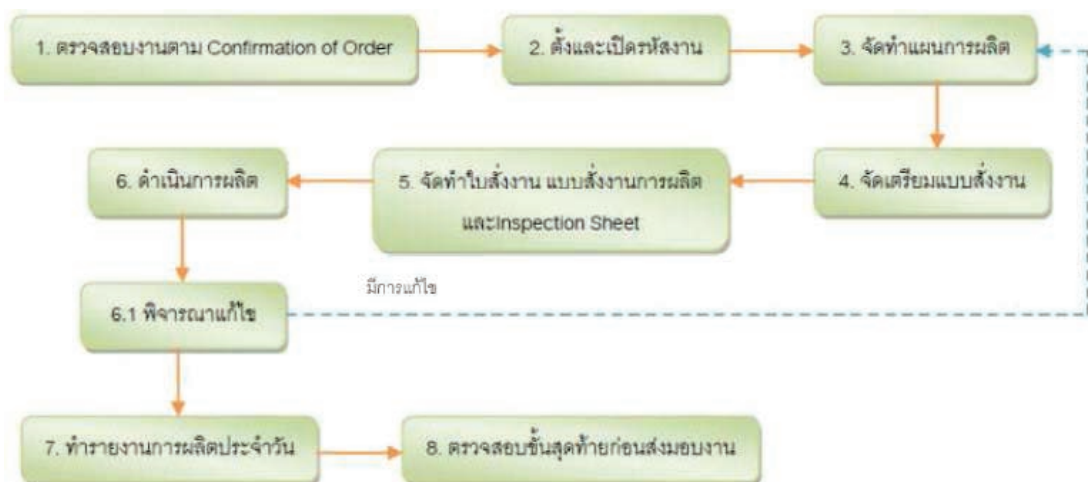 1. ตรวจสอบงานตาม Confirmation of Order
2. ตั้งและเปิดรหัสงาน
3. จัดทำแผนการผลิต
4. จัดเตรียมแบบสั่งงาน
5. จัดทำใบสั่งงาน แบบสั่งงานการผลิต
และInspection Sheet
6. ดำเนินการผลิต
6.1 พิจารณาแก้ไข
มีการแก้ไข
7. ทำรายงานการผลิตประจำวัน
8. ตรวจสอบขั้นสุดท้ายก่อนส่งมอบงาน